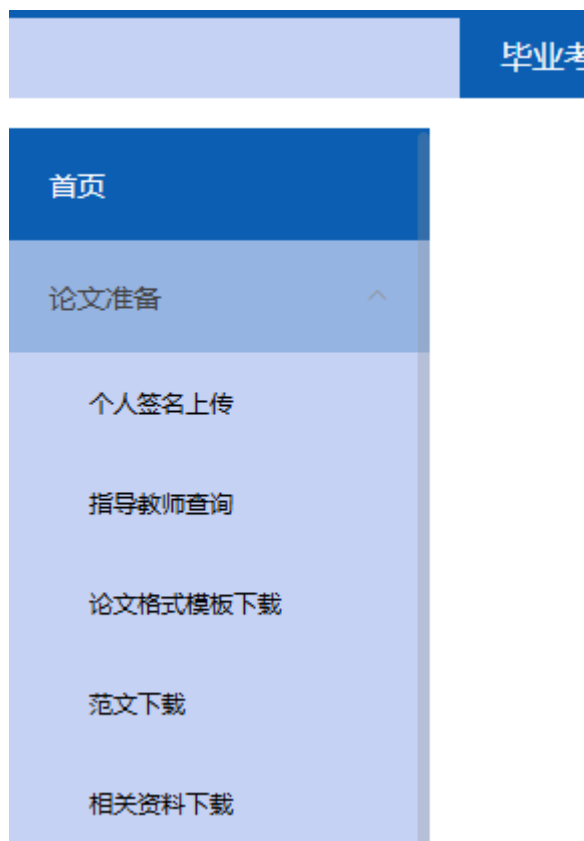 毕业考
首页
论文准备
个人签名上传
指导教师查询
论文格式模板下载
范文下载
相关资料下载